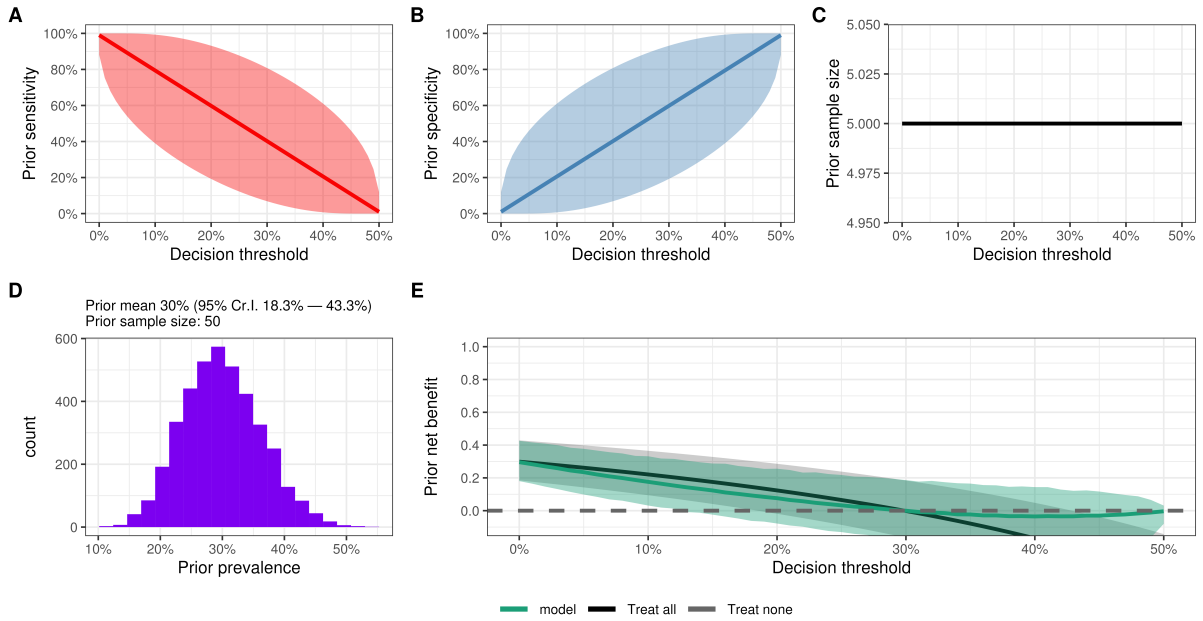 A
100%
80%
60%
40%
20%
0%
Prior sensitivity
0%
10%
20%
30%
40%
50%
Decision threshold
B
100%
80%
60%
40%
20%
0%
Prior specificity
0%
10%
20%
30%
40%
50%
Decision threshold
C
5.050
5.025
5.000
4.975
4.950
Prior sample size
0%
10%
20%
30%
40%
50%
Decision threshold
D
Prior mean 30% (95% Cr.I. 18.3% — 43.3%)
Prior sample size: 50
600
400
200
0
count
10%
20%
30%
40%
50%
Prior prevalence
E
1.0
0.8
0.6
0.4
0.2
0.0
Prior net benefit
0%
10%
20%
30%
40%
50%
Decision threshold
model
Treat all
Treat none